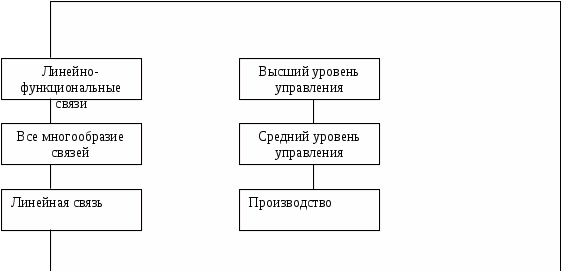 Линейно-
функциональные
связи
Высший уровень
управления
Все многообразие
связей
Средний уровень
управления
Линейная связь
Производство